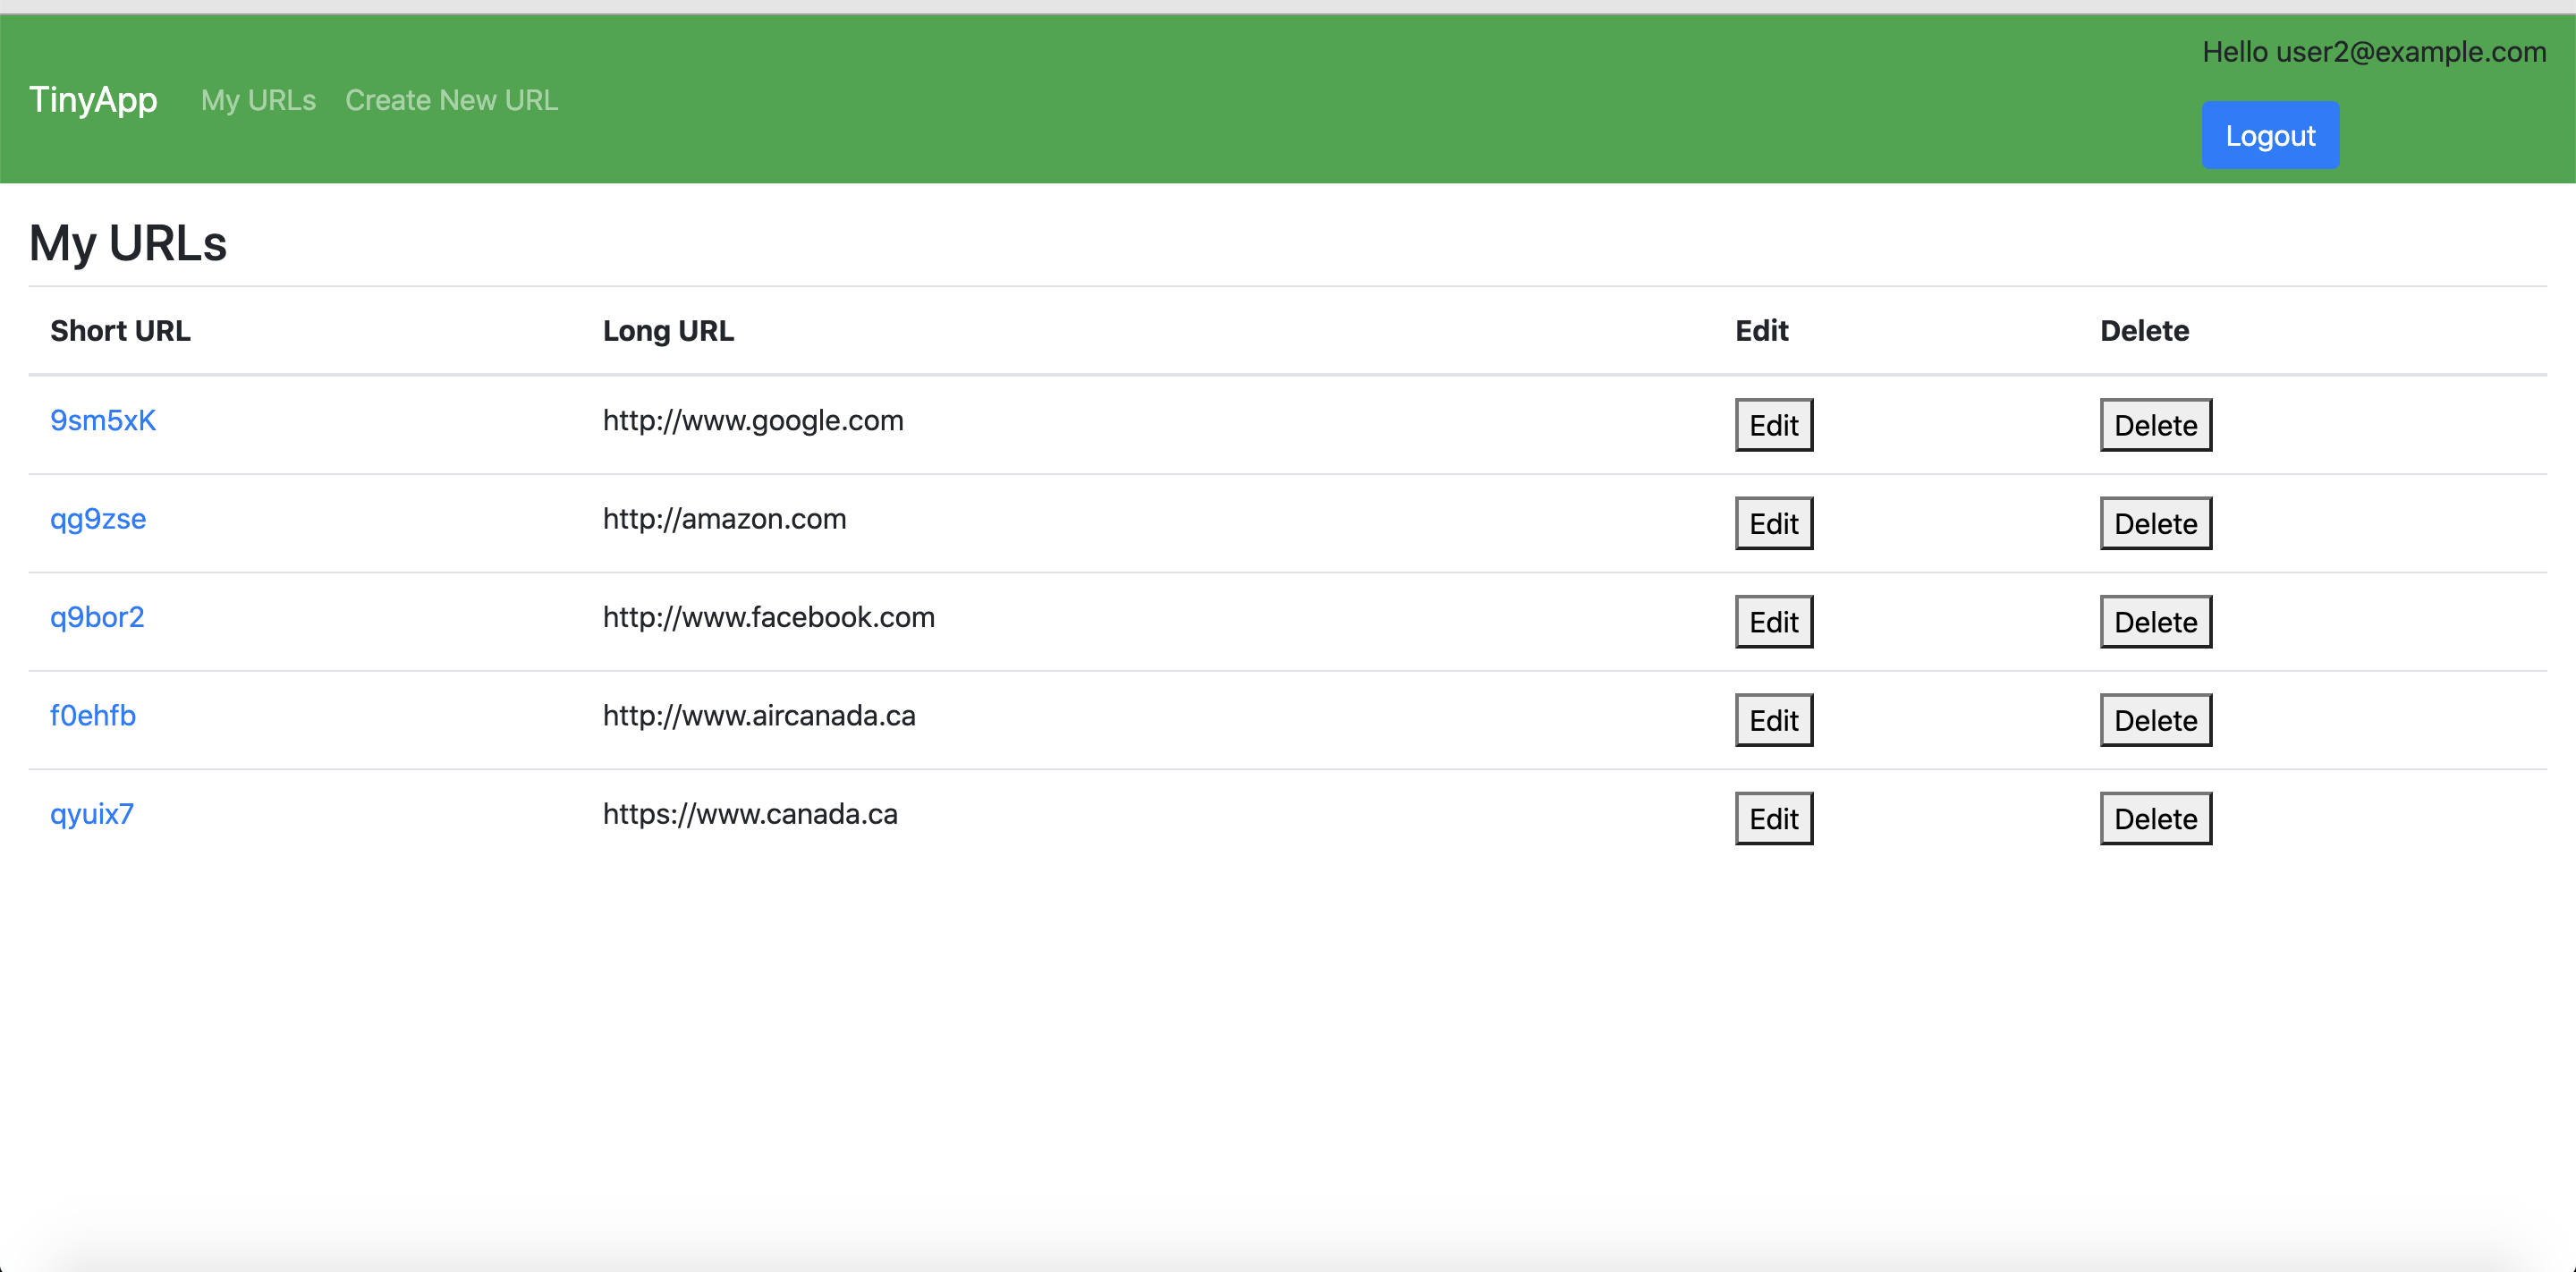 Hello user2@example.com
TinyApp My URLs Create New URL
Logout
My URLs
Short URL Long URL Edit Delete
9sm5xK http://www.google.com Edit Delete
qg9zse http://amazon.com Edit Delete
q9bor2 http://www.facebook.com Edit Delete
f0ehfb http://www.aircanada.ca Edit Delete
qyuix7 https://www.canada.ca Edit Delete